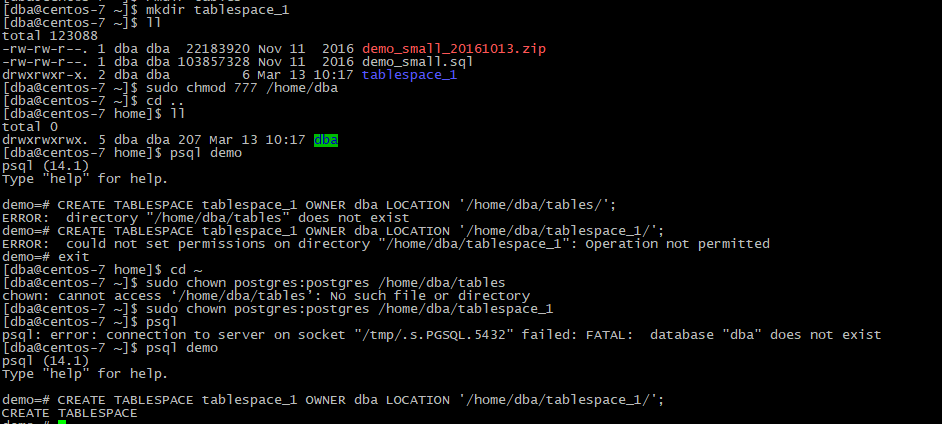 [dba@centos-7 ~]$ mkdir tablespace_1
[dba@centos-7 ~]$ ll
total 123088
-rw-rw-r--. 1 dba dba  22183920 Nov 11  2016 demo_small_20161013.zip
-rw-rw-r--. 1 dba dba 103857328 Nov 11  2016 demo_small.sql
drwxrwxr-x. 2 dba dba         6 Mar 13 10:17 tablespace_1
[dba@centos-7 ~]$ sudo chmod 777 /home/dba
[dba@centos-7 ~]$ cd ..
[dba@centos-7 home]$ ll
total 0
drwxrwxrwx. 5 dba dba 207 Mar 13 10:17 dba
[dba@centos-7 home]$ psql demo
psql (14.1)
Type "help" for help.
demo=# CREATE TABLESPACE tablespace_1 OWNER dba LOCATION '/home/dba/tables/';
ERROR:  directory "/home/dba/tables" does not exist
demo=# CREATE TABLESPACE tablespace_1 OWNER dba LOCATION '/home/dba/tablespace_1/';
ERROR:  could not set permissions on directory "/home/dba/tablespace_1": Operation not permitted
demo=# exit
[dba@centos-7 home]$ cd ~
[dba@centos-7 ~]$ sudo chown postgres:postgres /home/dba/tables
chown: cannot access ‘/home/dba/tables’: No such file or directory
[dba@centos-7 ~]$ sudo chown postgres:postgres /home/dba/tablespace_1
[dba@centos-7 ~]$ psql
psql: error: connection to server on socket "/tmp/.s.PGSQL.5432" failed: FATAL:  database "dba" does not exist
[dba@centos-7 ~]$ psql demo
psql (14.1)
Type "help" for help.
demo=# CREATE TABLESPACE tablespace_1 OWNER dba LOCATION '/home/dba/tablespace_1/';
CREATE TABLESPACE